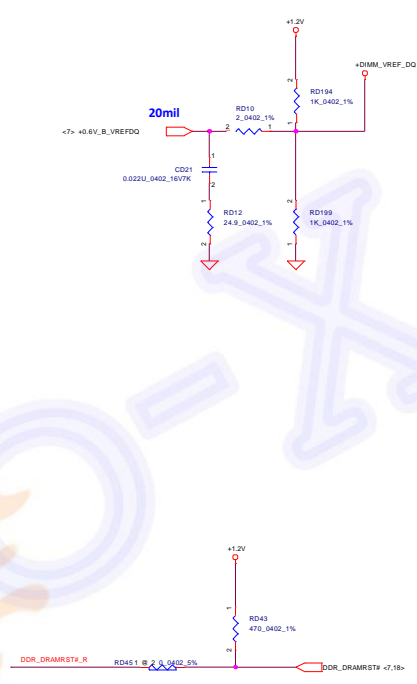 +1.2V
+DIMM_VREF_DQ
2
RD194
1K_0402_1%
1
20mil
<7> +0.6V_B_VREFDQ
RD10
2_0402_1%
2
1
1
CD21
0.022U_0402_16V7K
2
1
RD12
24.9_0402_1%
2
2
RD199
1K_0402_1%
1
+1.2V
1
RD43
470_0402_1%
2
DDR_DRAMRST#_R
RD451 @ 2 0_0402_5%
DDR_DRAMRST# <7,18>